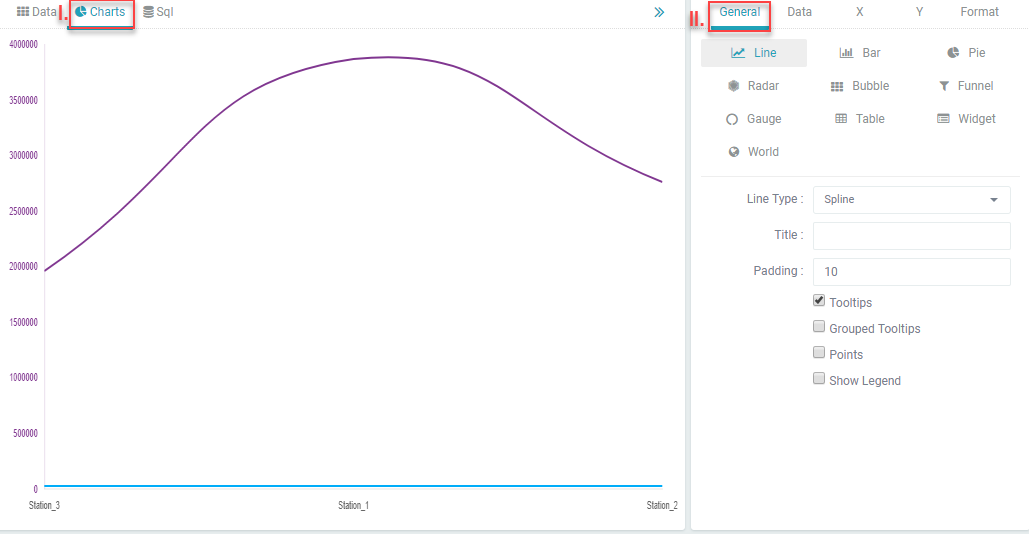 Data I. Charts Sql
4000000
3500000
3000000
2500000
2000000
1500000
1000000
500000
0
Station_3 Station_1 Station_2
II. General Data X Y Format
Line Bar Pie
Radar Bubble Funnel
Gauge Table Widget
World
Line Type : Spline
Title :
Padding : 10
Tooltips
Grouped Tooltips
Points
Show Legend